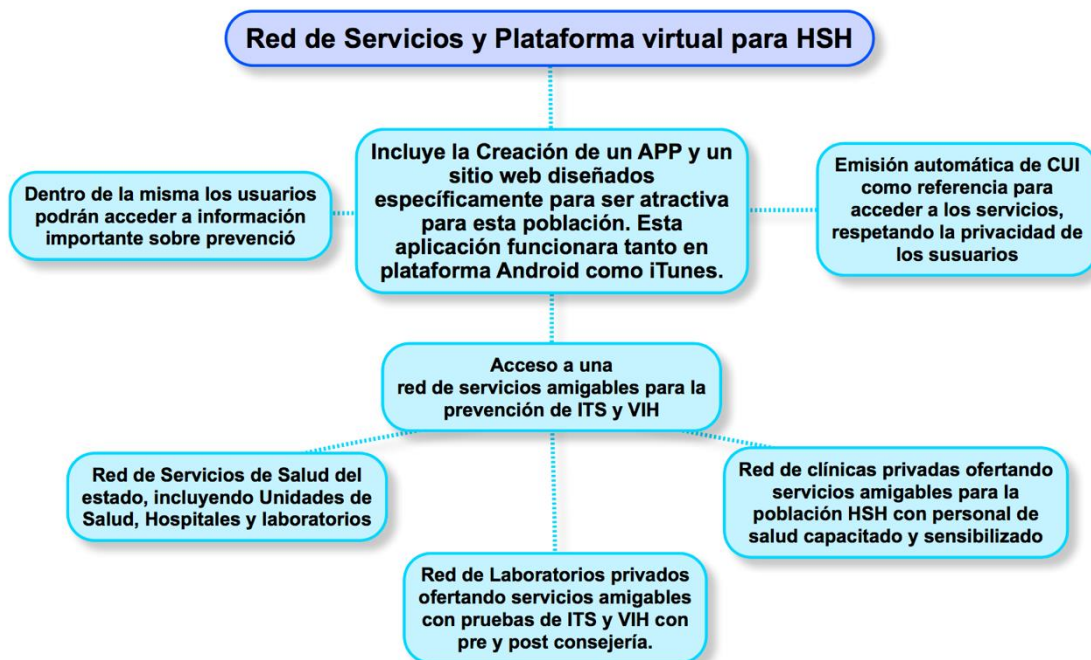 Red de Servicios y Plataforma virtual para HSH
Incluye la Creación de un APP y un
sitio web diseñados
específicamente para ser atractiva
para esta población. Esta
aplicación funcionara tanto en
plataforma Android como iTunes.
Dentro de la misma los usuarios
podrán acceder a información
importante sobre prevenció
Emisión automática de CUI
como referencia para
acceder a los servicios,
respetando la privacidad de
los susuarios
Acceso a una
red de servicios amigables para la
prevención de ITS y VIH
Red de Servicios de Salud del
estado, incluyendo Unidades de
Salud, Hospitales y laboratorios
Red de Laboratorios privados
ofertando servicios amigables
con pruebas de ITS y VIH con
pre y post consejería.
Red de clínicas privadas ofertando
servicios amigables para la
población HSH con personal de
salud capacitado y sensibilizado